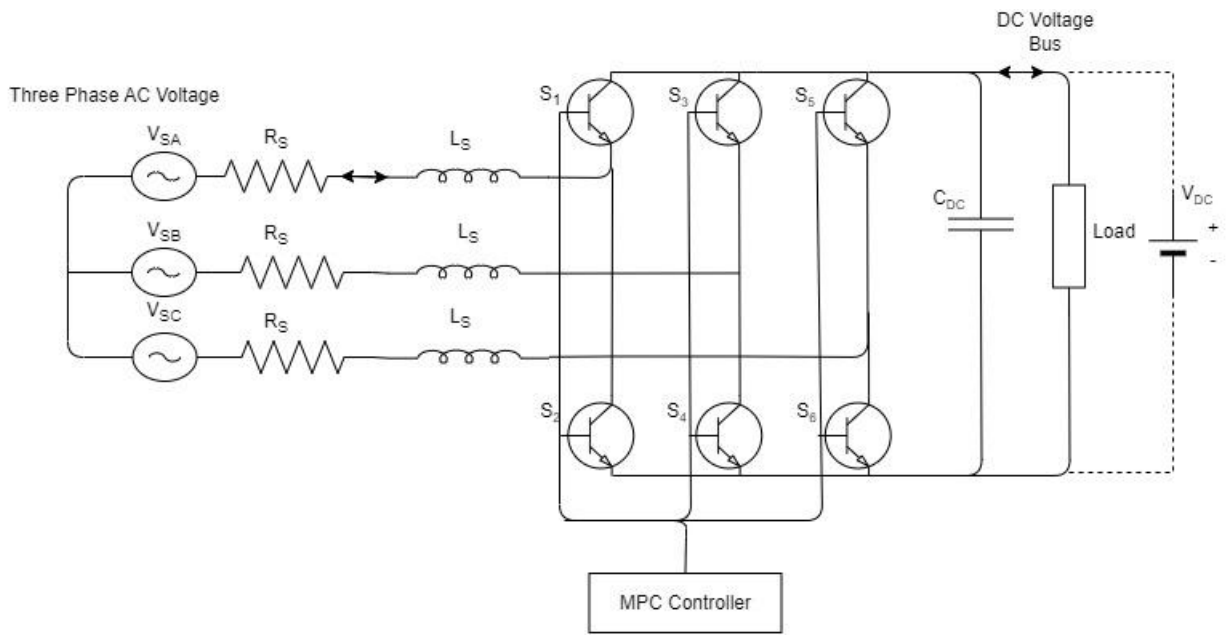 DC Voltage
Bus
Three Phase AC Voltage
S1
S3
S5
VSA
RS
LS
CDC
VDC
Load
+
-
VSB
RS
LS
VSC
RS
LS
S2
S4
S6
MPC Controller